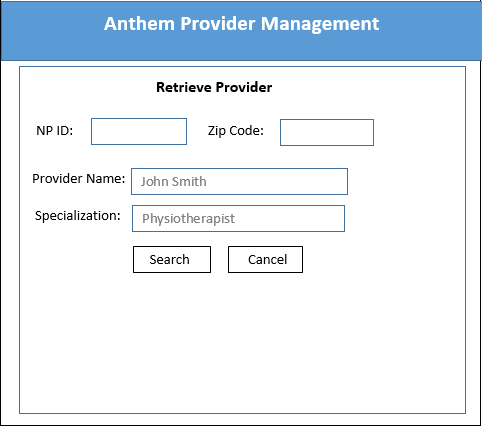 Anthem Provider Management
Retrieve Provider
NP ID: Zip Code:
Provider Name: John Smith
Specialization: Physiotherapist
Search Cancel